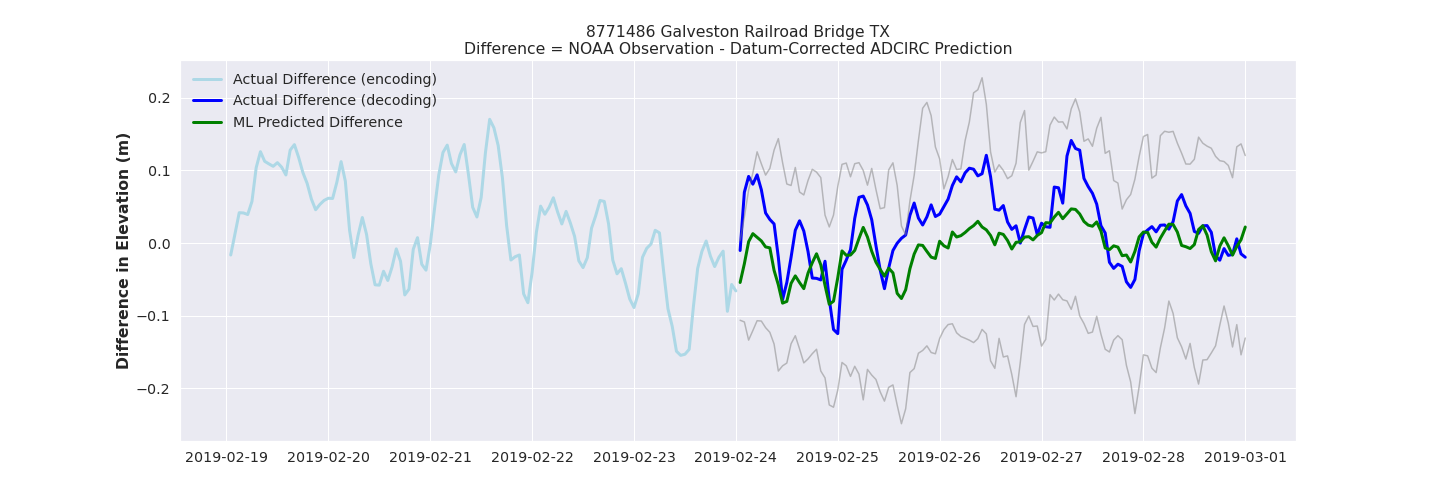 8771486 Galveston Railroad Bridge TX
Difference = NOAA Observation - Datum-Corrected ADCIRC Prediction
Actual Difference (encoding)
Actual Difference (decoding)
ML Predicted Difference
Difference in Elevation (m)
0.2
0.1
0.0
−0.1
−0.2
2019-02-19 2019-02-20 2019-02-21 2019-02-22 2019-02-23 2019-02-24 2019-02-25 2019-02-26 2019-02-27 2019-02-28 2019-03-01